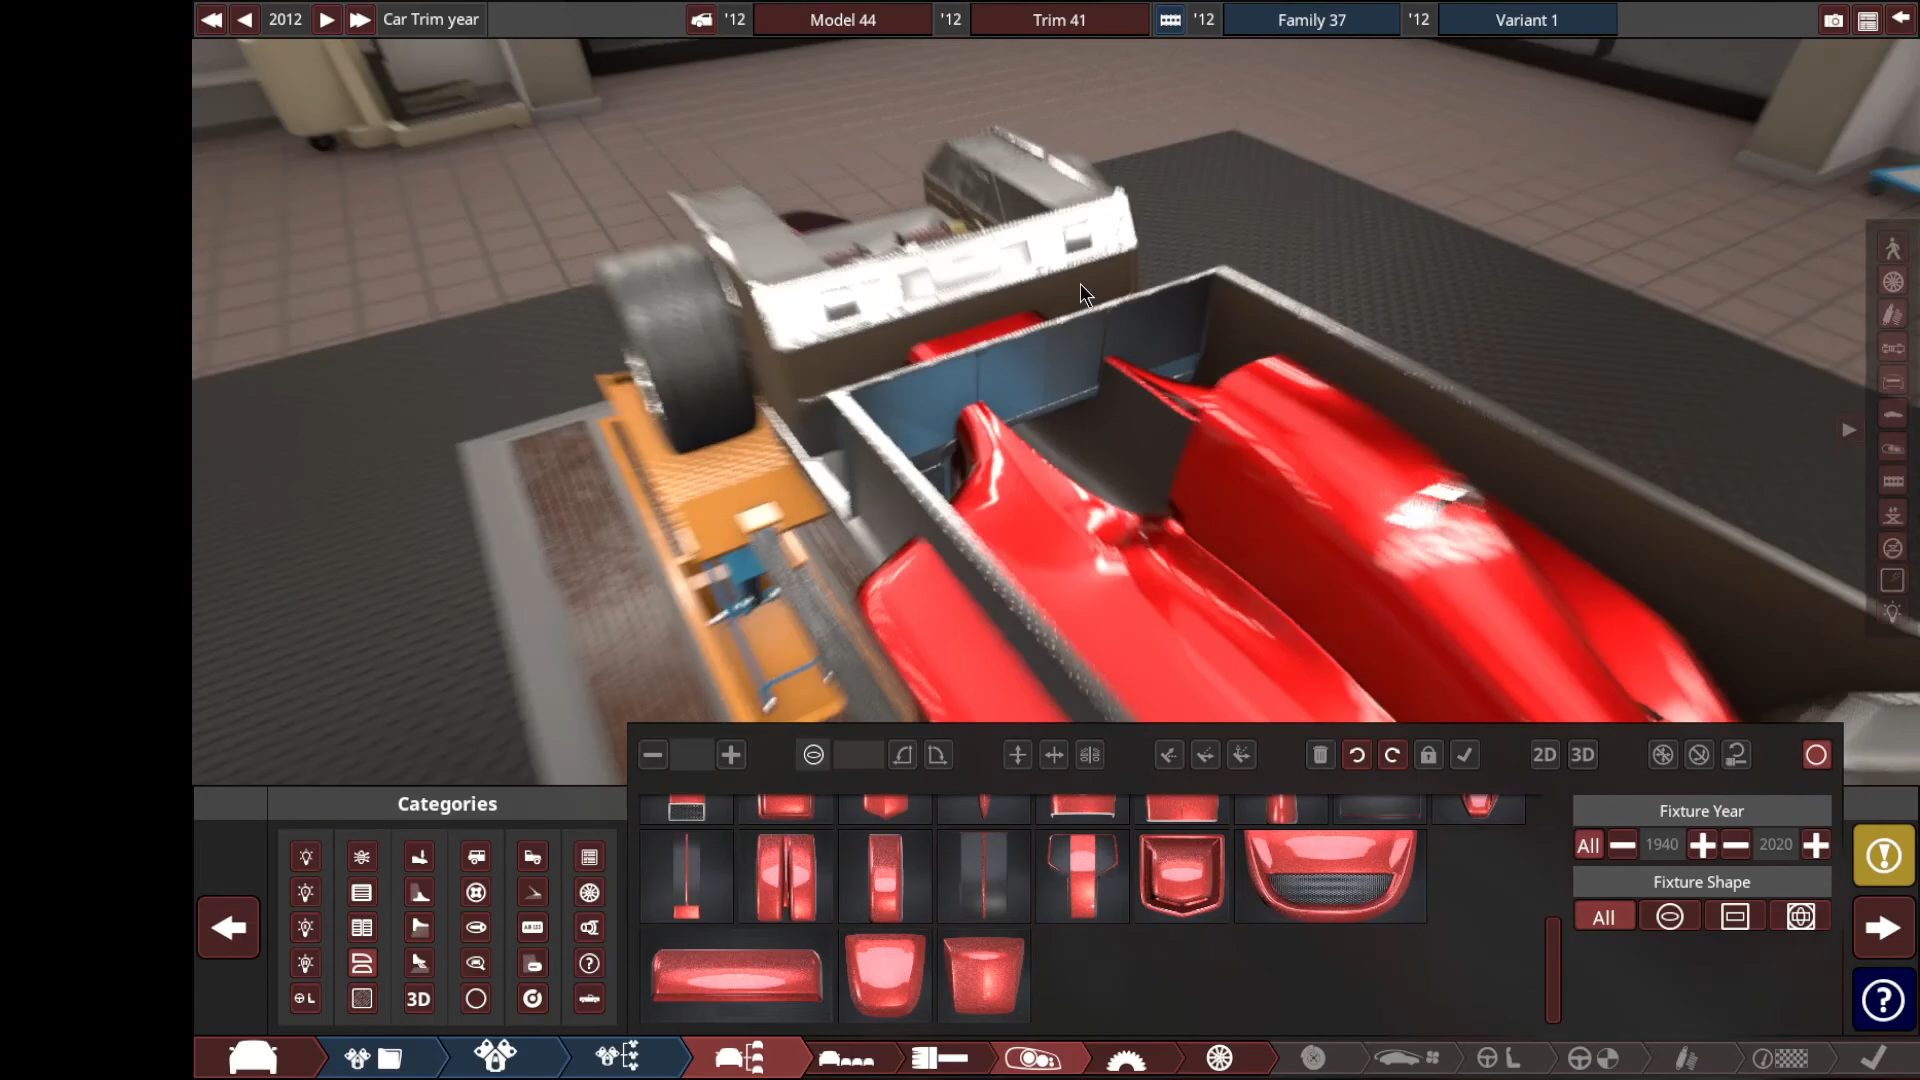 2012 Car Trim year '12 Model 44 '12 Trim 41 '12 Family 37 '12 Variant 1
2D 3D
Categories
Fixture Year
All 1940 2020
Fixture Shape
All
3D